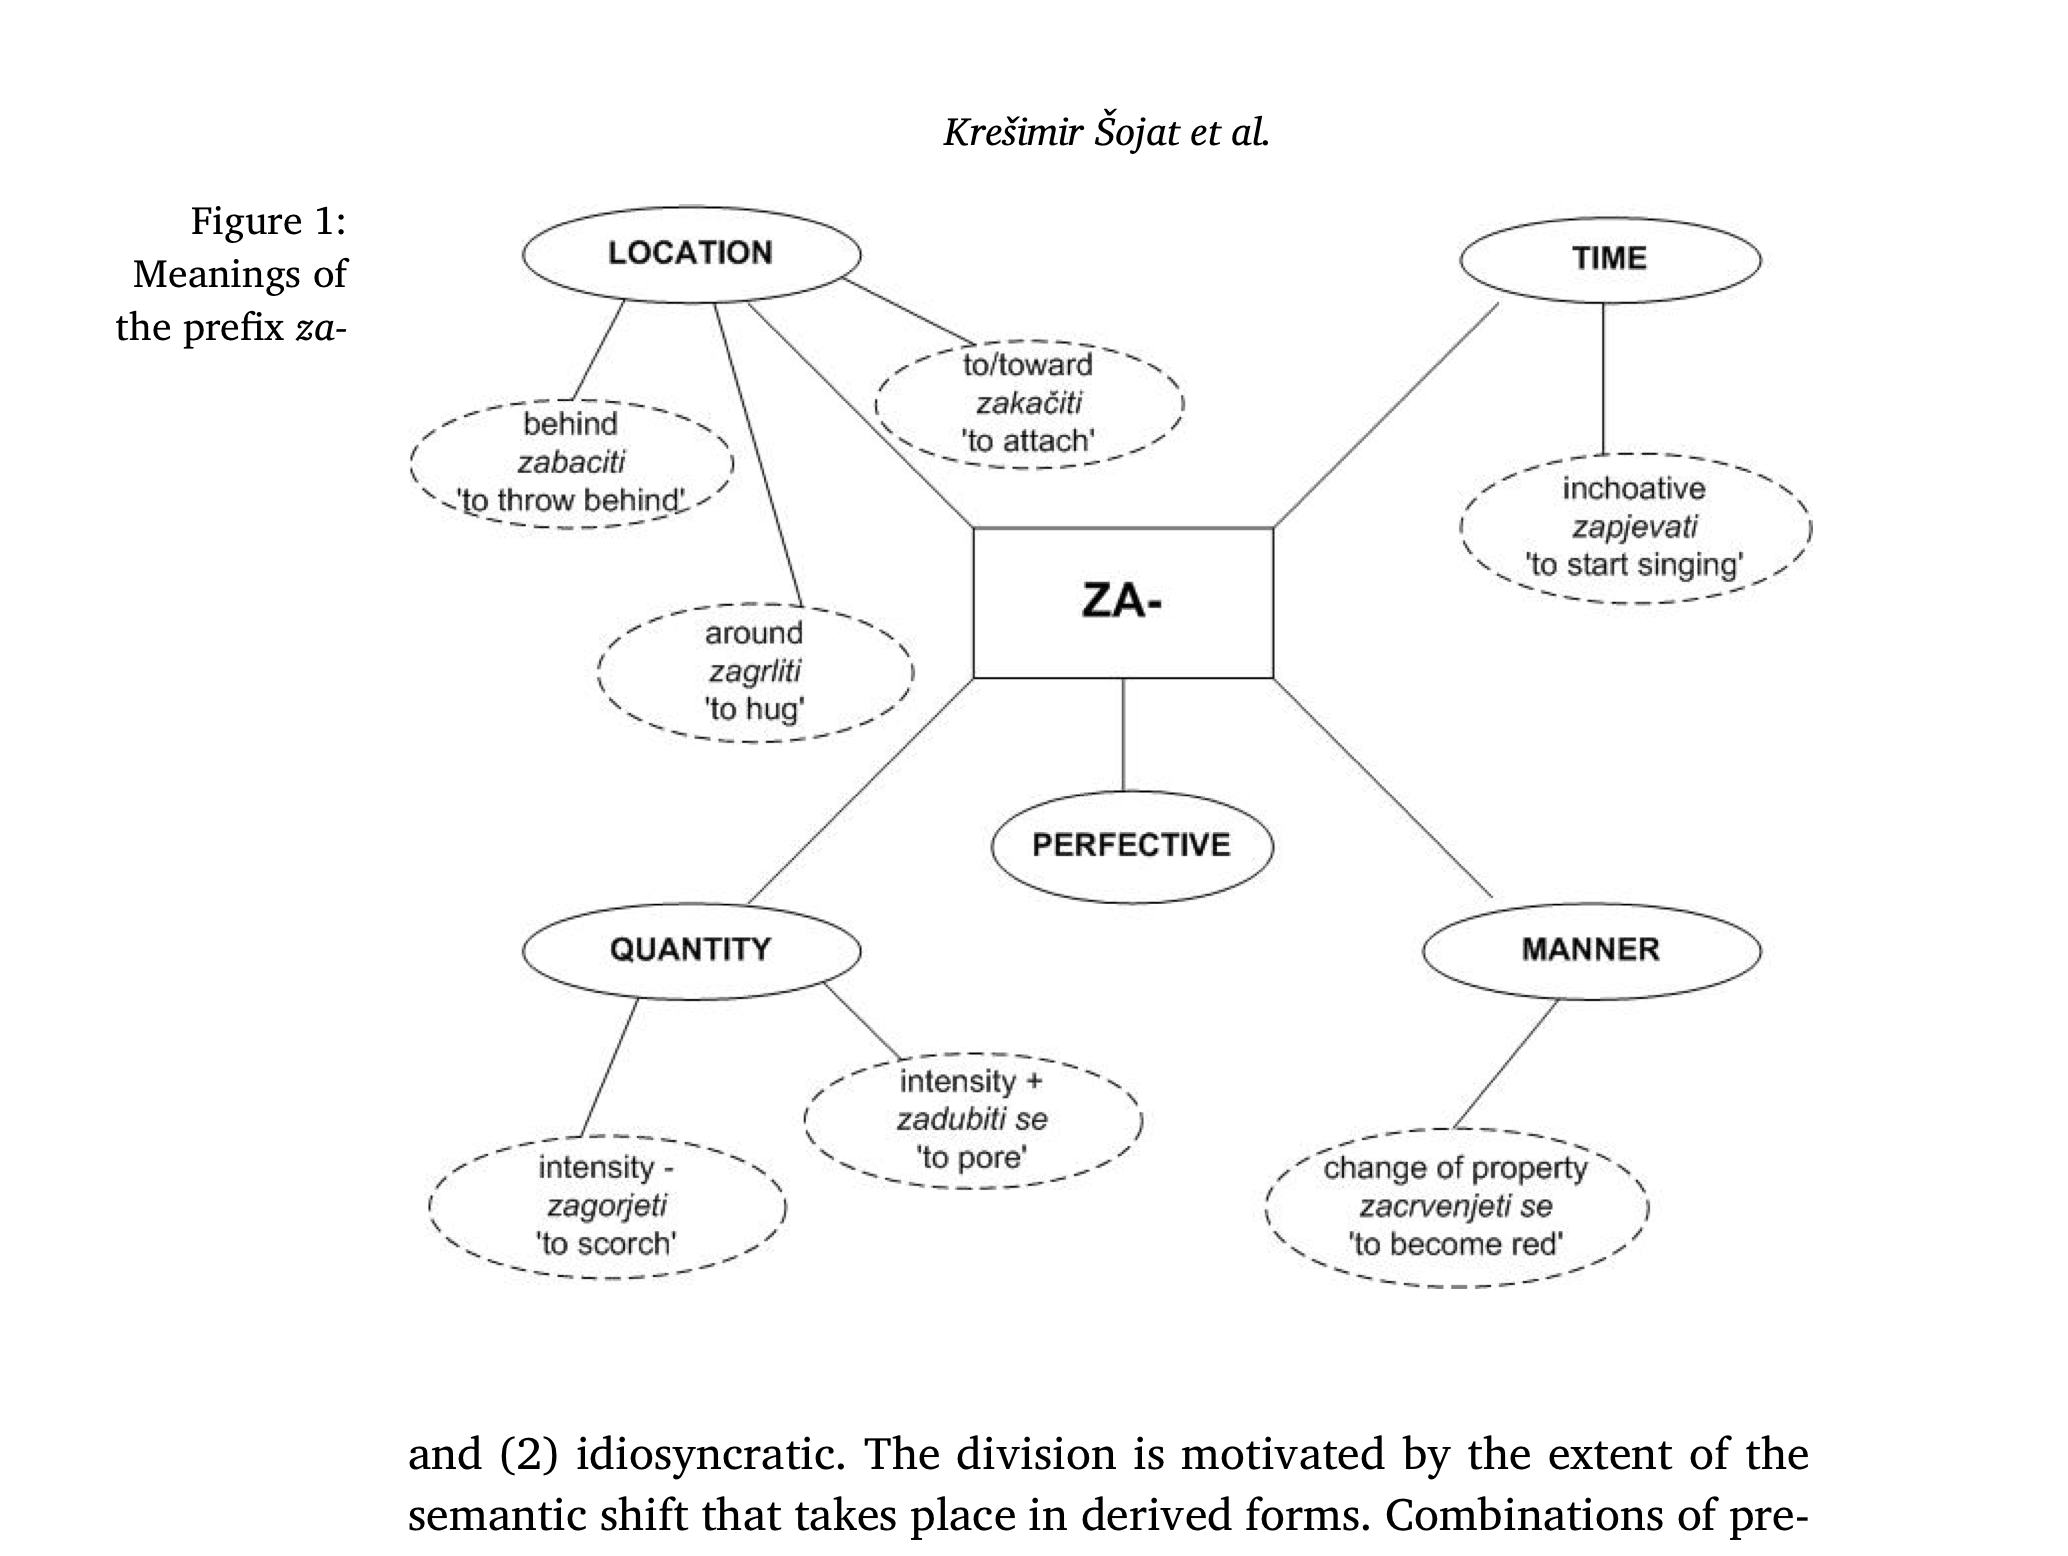 Krešimir Šojat et al.
Figure 1:
Meanings of
the prefix za-
LOCATION
TIME
to/toward
zakačiti
'to attach'
behind
zabaciti
'to throw behind'
inchoative
zapjevati
'to start singing'
ZA-
around
zagrliti
'to hug'
PERFECTIVE
QUANTITY
MANNER
intensity +
zadubiti se
'to pore'
intensity -
zagorjeti
'to scorch'
change of property
zacrvenjeti se
'to become red'
and (2) idiosyncratic. The division is motivated by the extent of the
semantic shift that takes place in derived forms. Combinations of pre-